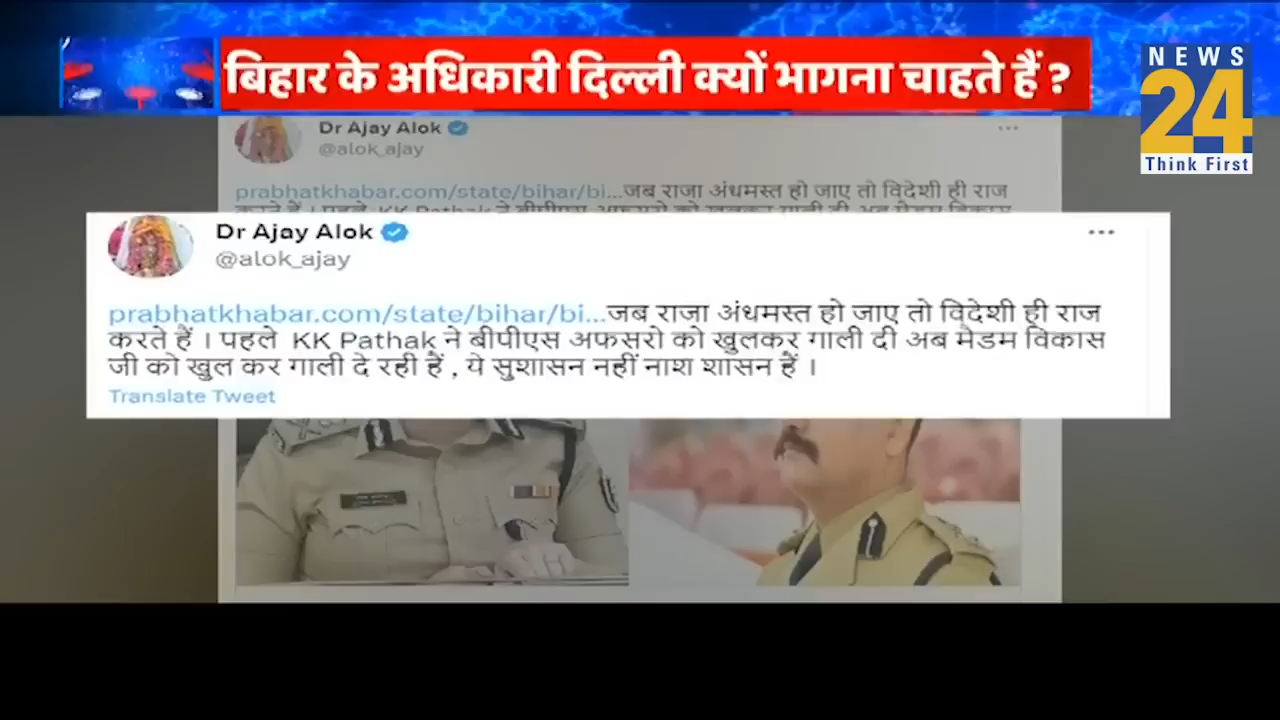 बिहार के अधिकारी दिल्ली क्यों भागना चाहते हैं ?
NEWS
24
Think First
Dr Ajay Alok
@alok_ajay
prabhatkhabar.com/state/bihar/bi...जब राजा अंधमस्त हो जाए तो विदेशी ही राज
Dr Ajay Alok
@alok_ajay
prabhatkhabar.com/state/bihar/bi...जब राजा अंधमस्त हो जाए तो विदेशी ही राज
करते हैं । पहले KK Pathak ने बीपीएस अफसरो को खुलकर गाली दी अब मेडम विकास
जी को खुल कर गाली दे रही हैं , ये सुशासन नहीं नाश शासन हैं ।
Translate Tweet